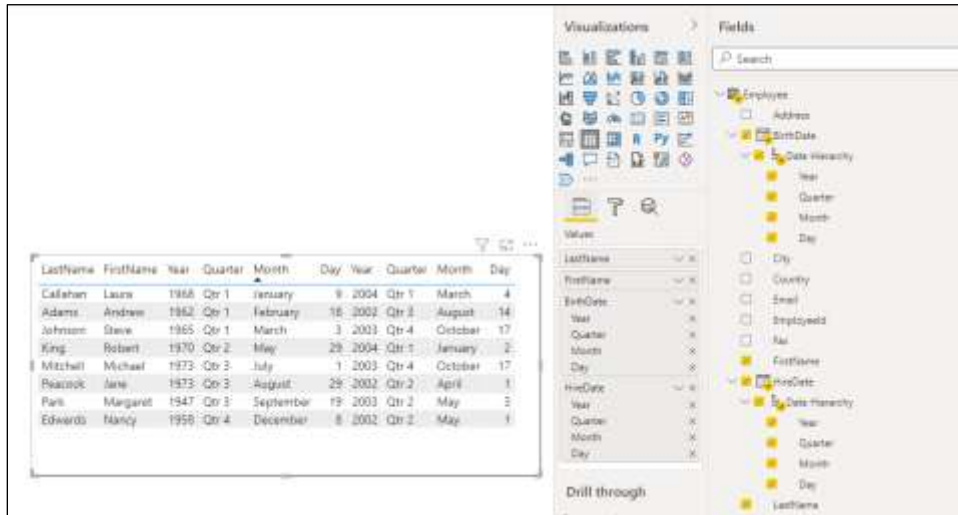 LastName FirstName Year Quarter Month Day Year Quarter Month Day
Callahan Laura 1968 Qtr 1 January 9 2004 Qtr 1 March 4
Adams Andrew 1962 Qtr 1 February 18 2002 Qtr 3 August 14
Johnson Steve 1965 Qtr 1 March 3 2003 Qtr 4 October 17
King Robert 1970 Qtr 2 May 29 2004 Qtr 1 January 2
Mitchell Michael 1973 Qtr 3 July 1 2003 Qtr 4 October 17
Peacock Jane 1973 Qtr 3 August 29 2002 Qtr 2 April 1
Park Margaret 1947 Qtr 3 September 19 2003 Qtr 2 May 3
Edwards Nancy 1958 Qtr 4 December 8 2002 Qtr 2 May 1
Visualizations
R Py
Values
LastName
FirstName
BirthDate
Year
Quarter
Month
Day
HireDate
Year
Quarter
Month
Day
Drill through
Fields
Search
Employee
Address
BirthDate
Date Hierarchy
Year
Quarter
Month
Day
City
Country
Email
EmployeeId
Fax
FirstName
HireDate
Date Hierarchy
Year
Quarter
Month
Day
LastName